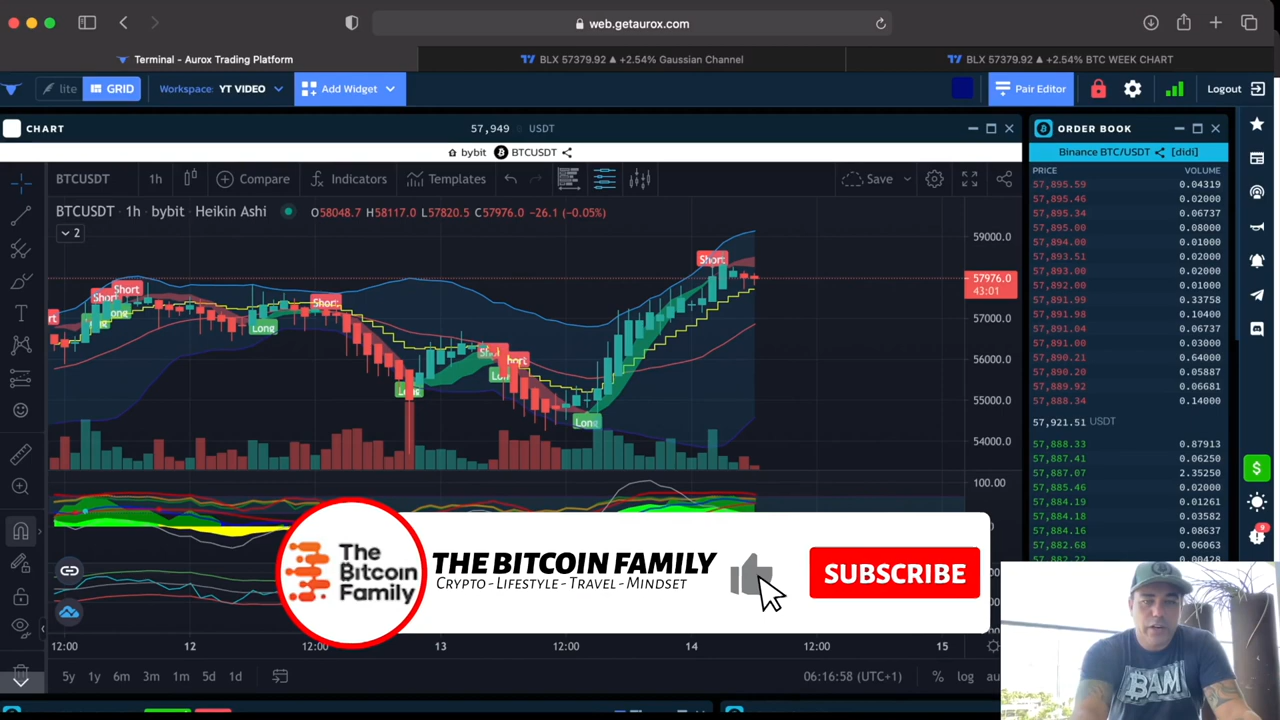 web.getaurox.com
Terminal - Aurox Trading Platform
BLX 57379.92 ▲ +2.54% Gaussian Channel
BLX 57379.92 ▲ +2.54% BTC WEEK CHART
lite
GRID
Workspace: YT VIDEO
Add Widget
Pair Editor
Logout
CHART
57,949 USDT
bybit BTCUSDT
ORDER BOOK
Binance BTC/USDT [didi]
BTCUSDT 1h Compare Indicators Templates Save
PRICE VOLUME
57,895.59 0.04319
57,895.46 0.02000
57,895.34 0.06737
57,895.00 0.08000
57,894.00 0.01000
57,893.51 0.02000
57,893.00 0.02000
57,892.00 0.01000
57,891.99 0.33758
57,891.98 0.10400
57,891.04 0.06737
57,891.00 0.03000
57,890.21 0.64000
57,890.20 0.05887
57,889.92 0.06681
57,888.34 0.14000
57,921.51 USDT
57,888.33 0.87913
57,887.41 0.06250
57,887.07 2.35250
57,885.46 0.02000
57,884.19 0.01261
57,884.18 0.03582
57,884.16 0.08637
57,882.68 0.06063
57,882.55 0.00428
BTCUSDT · 1h · bybit · Heikin Ashi
O58048.7 H58117.0 L57820.5 C57976.0 -26.1 (-0.05%)
2
59000.0
57976.0
43:01
57000.0
56000.0
55000.0
54000.0
100.00
Short
Short
Short
Short
Long
Long
Long
Long
The
Bitcoin
Family
THE BITCOIN FAMILY
CRYPTO - LIFESTYLE - TRAVEL - MINDSET
SUBSCRIBE
12:00 12 12:00 13 12:00 14 12:00 15
5y 1y 6m 3m 1m 5d 1d
06:16:58 (UTC+1) % log
$
9
BAM